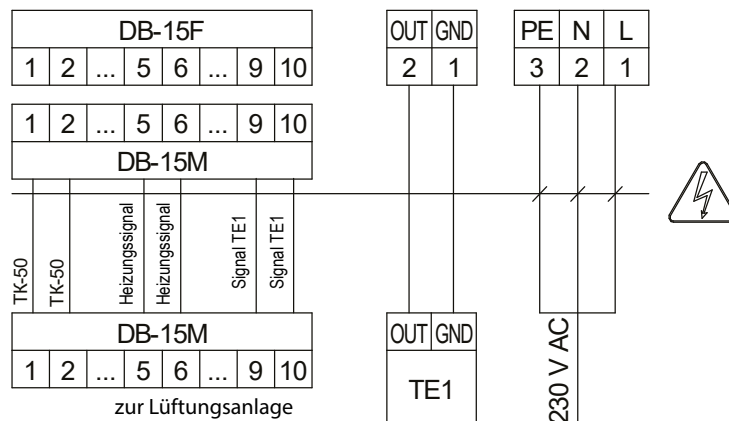 DB-15F
1 2 ... 5 6 ... 9 10
OUT GND
2 1
PE N L
3 2 1
1 2 ... 5 6 ... 9 10
DB-15M
TK-50
TK-50
Heizungssignal
Heizungssignal
Signal TE1
Signal TE1
DB-15M
1 2 ... 5 6 ... 9 10
zur Lüftungsanlage
OUT GND
TE1
230 V AC